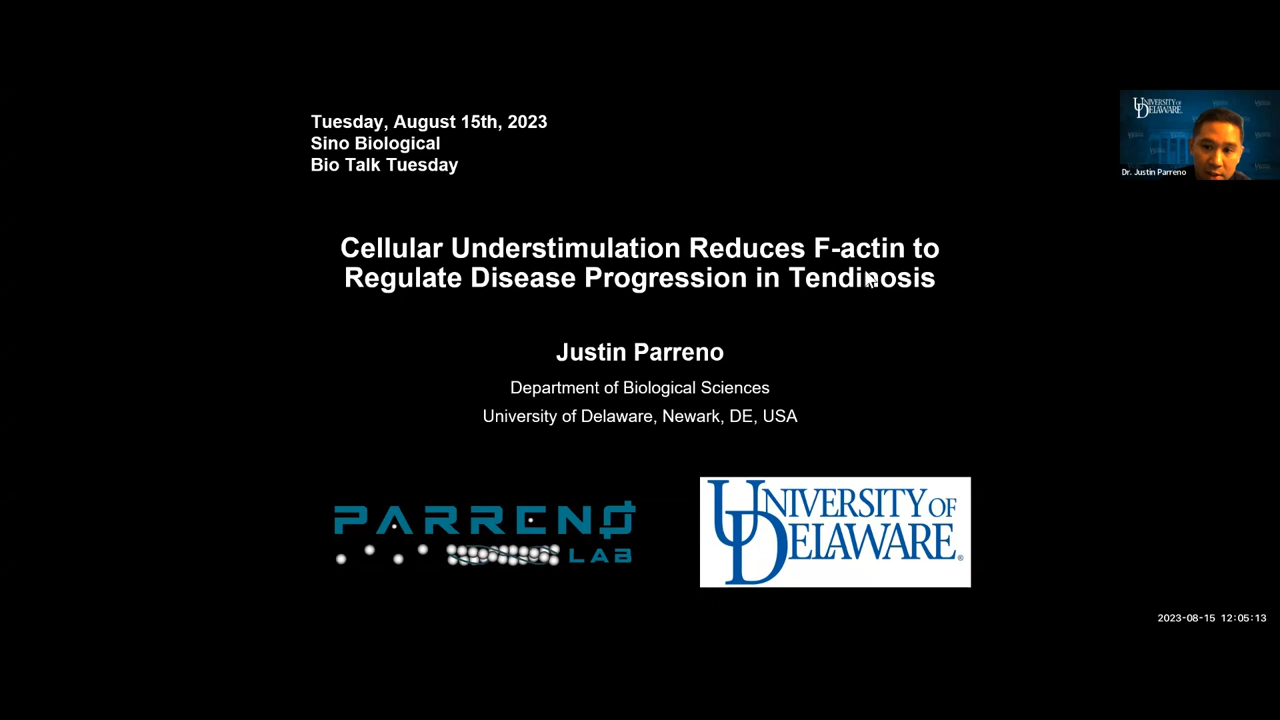 Tuesday, August 15th, 2023
Sino Biological
Bio Talk Tuesday
UNIVERSITY OF
DELAWARE
Dr. Justin Parreno
Cellular Understimulation Reduces F-actin to
Regulate Disease Progression in Tendinosis
Justin Parreno
Department of Biological Sciences
University of Delaware, Newark, DE, USA
PARRENO
LAB
UNIVERSITY OF
DELAWARE®
2023-08-15 12:05:13